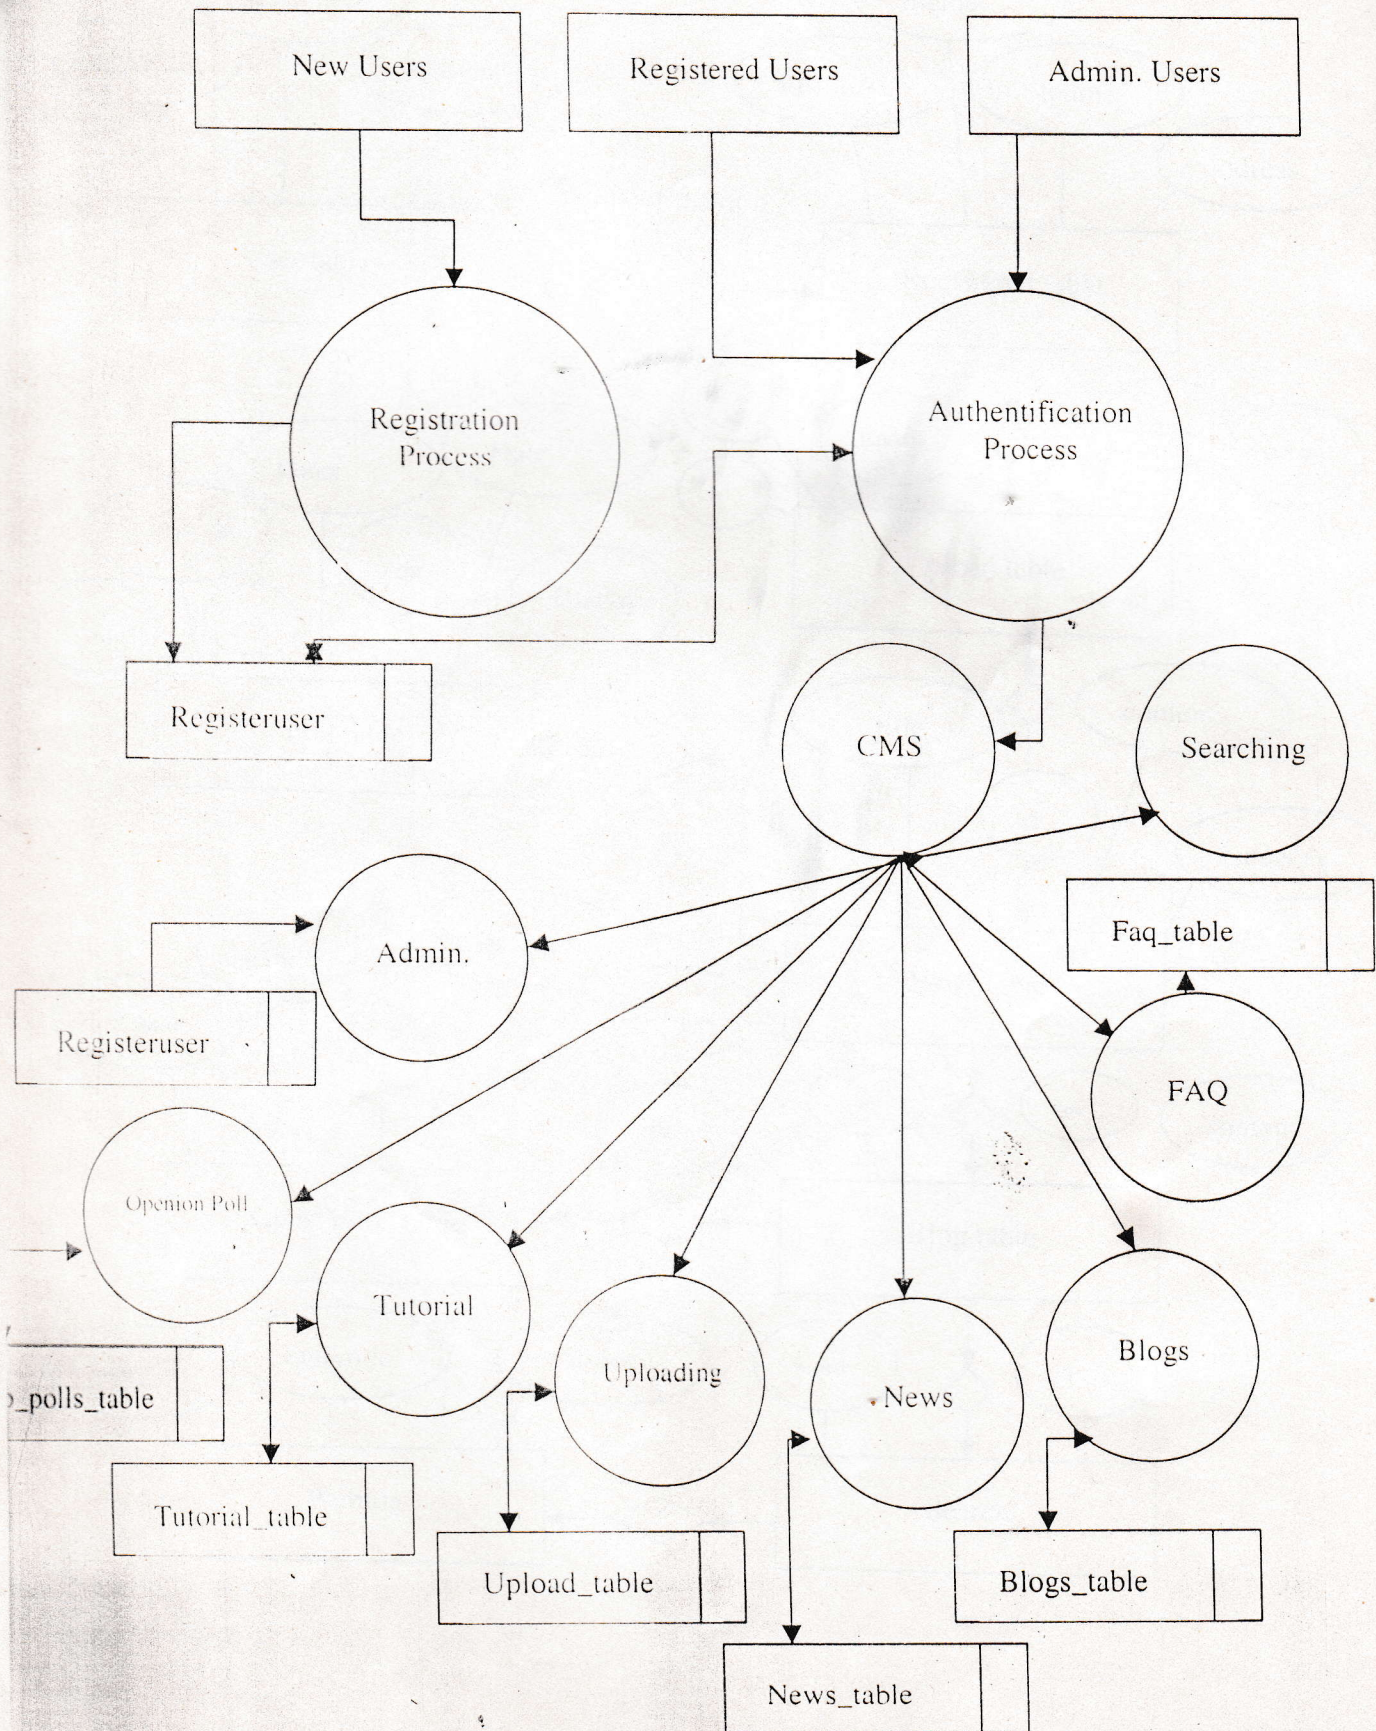 New Users
Registered Users
Admin. Users
Registration
Process
Authentification
Process
Registeruser
CMS
Searching
Admin.
Faq_table
Registeruser
FAQ
Openion Poll
Tutorial
Uploading
News
Blogs
_polls_table
Tutorial_table
Upload_table
Blogs_table
News_table